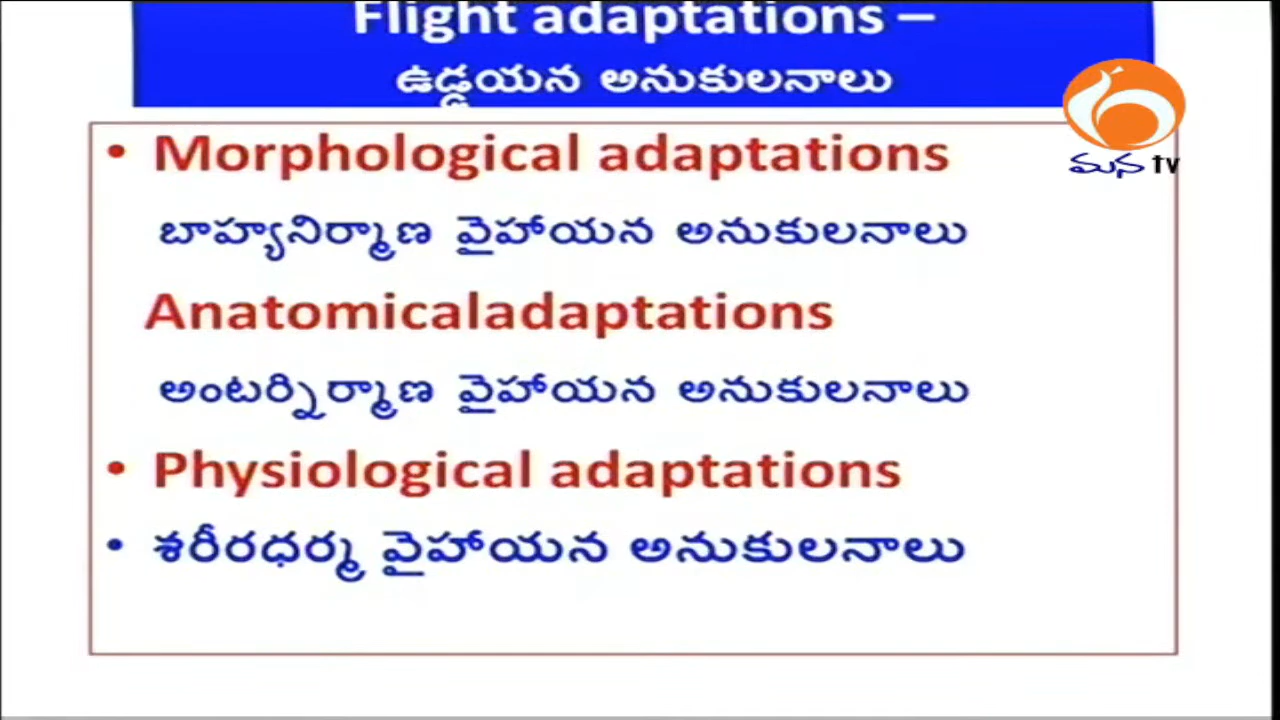 Flight adaptations –
ఉడ్డయన అనుకులనాలు
మన tv
• Morphological adaptations
బాహ్యనిర్మాణ వైహాయన అనుకులనాలు
Anatomicaladaptations
అంటర్నిర్మాణ వైహాయన అనుకులనాలు
• Physiological adaptations
• శరీరధర్మ వైహాయన అనుకులనాలు